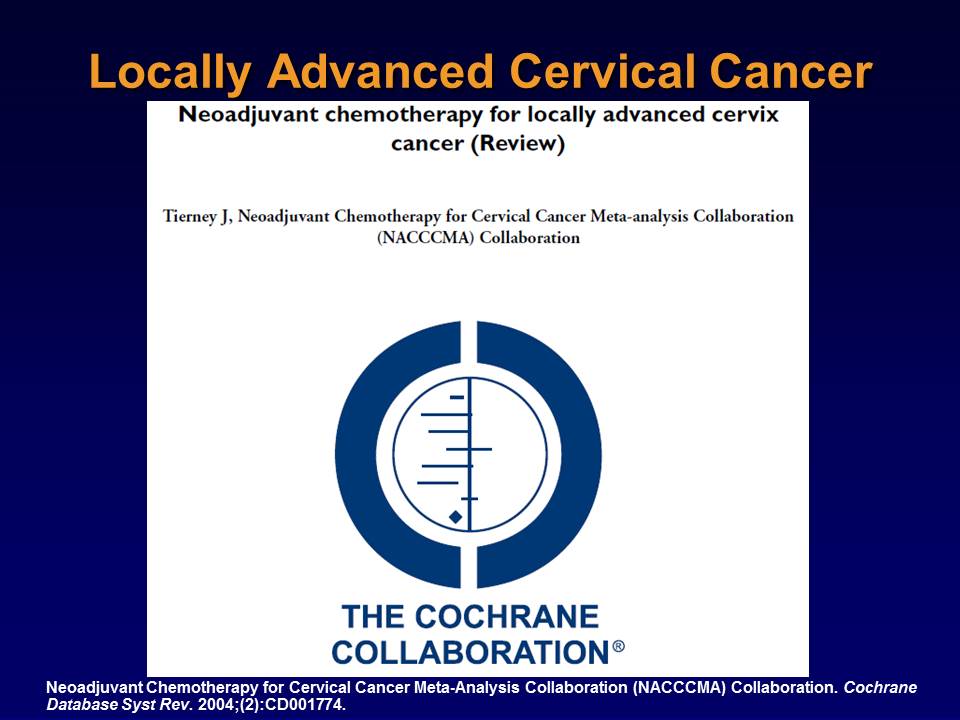 Locally Advanced Cervical Cancer
Neoadjuvant chemotherapy for locally advanced cervix
cancer (Review)
Tierney J, Neoadjuvant Chemotherapy for Cervical Cancer Meta-analysis Collaboration
(NACCCMA) Collaboration
THE COCHRANE
COLLABORATION®
Neoadjuvant Chemotherapy for Cervical Cancer Meta-Analysis Collaboration (NACCCMA) Collaboration. Cochrane
Database Syst Rev. 2004;(2):CD001774.